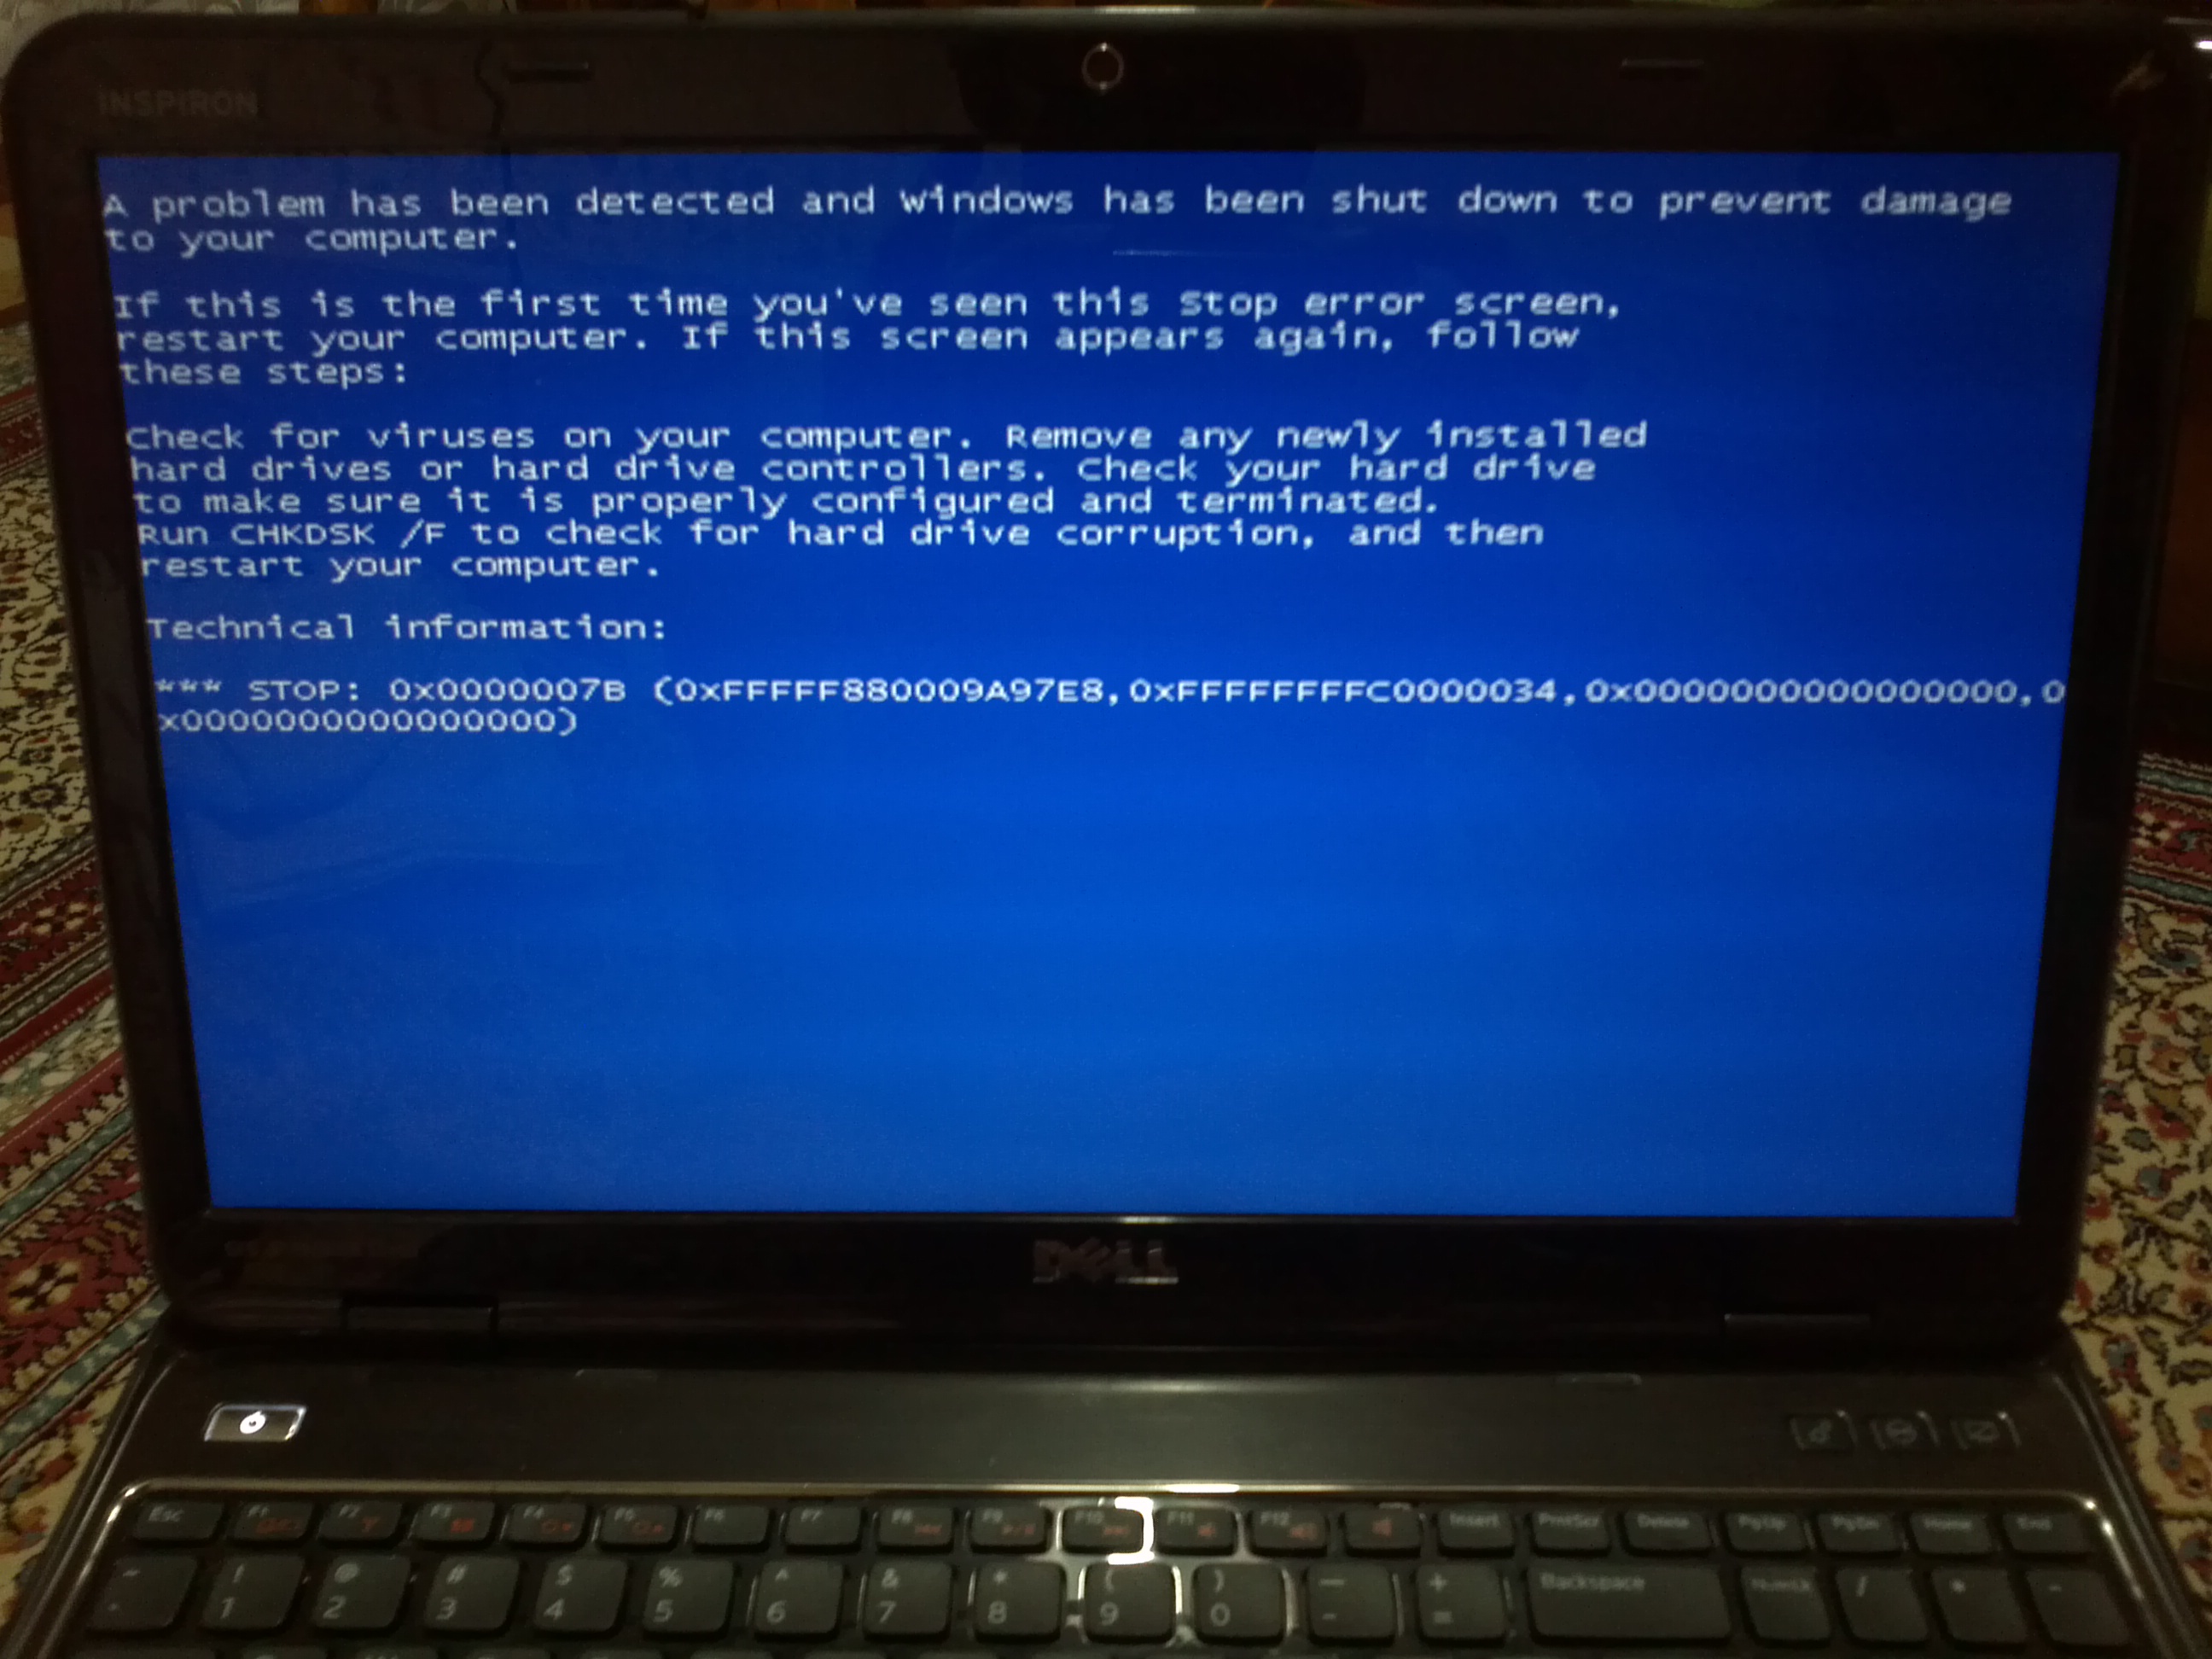 INSPIRON
A problem has been detected and windows has been shut down to prevent damage
to your computer.
If this is the first time you've seen this Stop error screen,
restart your computer. If this screen appears again, follow
these steps:
Check for viruses on your computer. Remove any newly installed
hard drives or hard drive controllers. Check your hard drive
to make sure it is properly configured and terminated.
Run CHKDSK /F to check for hard drive corruption, and then
restart your computer.
Technical information:
*** STOP: 0x0000007B (0xFFFFF880009A97E8,0xFFFFFFFFC0000034,0x0000000000000000,0
x0000000000000000)
DELL
Esc F1 F2 F3 F4 F5 F6 F7 F8 F9 F10 F11 F12 Insert PrntScr Delete PgUp PgDn Home End
~ ! @ # $ % ^ & * ( ) — + Backspace NumLk / * -
1 2 3 4 5 6 7 8 9 0 - =